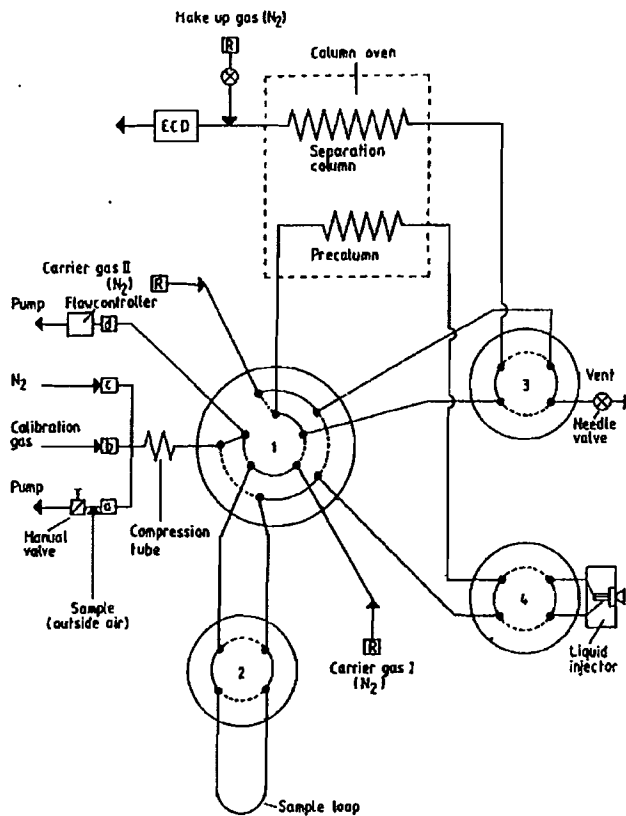 Make up gas (N₂)
R
Column oven
ECD
Separation
column
Precolumn
Carrier gas II
(N₂)
R
Pump
Flowcontroller
d
N₂
c
Calibration
gas
b
Pump
a
Manual
valve
Compression
tube
Sample
(outside air)
1
3
Vent
Needle
valve
4
Liquid
injector
R
Carrier gas I
(N₂)
2
Sample loop